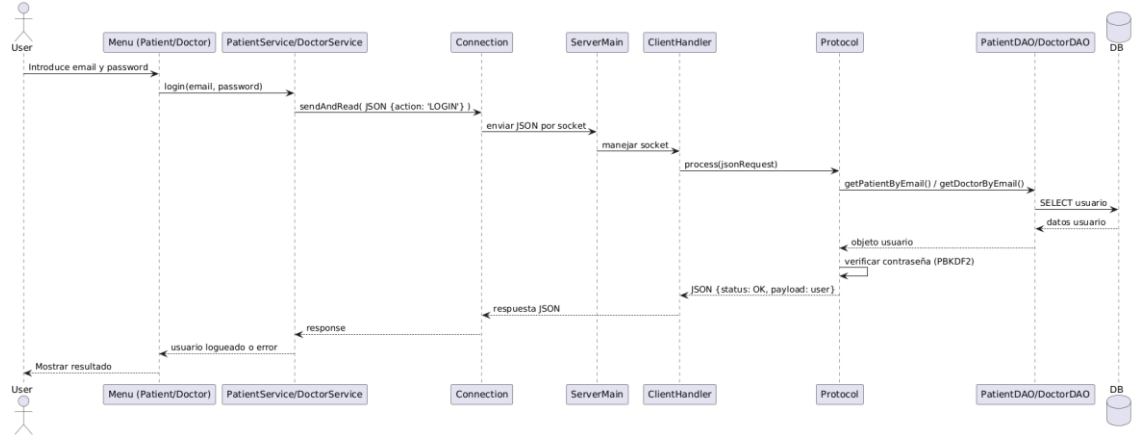 User
Menu (Patient/Doctor)
PatientService/DoctorService
Connection
ServerMain
ClientHandler
Protocol
PatientDAO/DoctorDAO
DB
Introduce email y password
login(email, password)
sendAndRead( JSON {action: 'LOGIN'} )
enviar JSON por socket
manejar socket
process(jsonRequest)
getPatientByEmail() / getDoctorByEmail()
SELECT usuario
datos usuario
objeto usuario
verificar contraseña (PBKDF2)
JSON {status: OK, payload: user}
respuesta JSON
response
usuario logueado o error
Mostrar resultado
User
Menu (Patient/Doctor)
PatientService/DoctorService
Connection
ServerMain
ClientHandler
Protocol
PatientDAO/DoctorDAO
DB